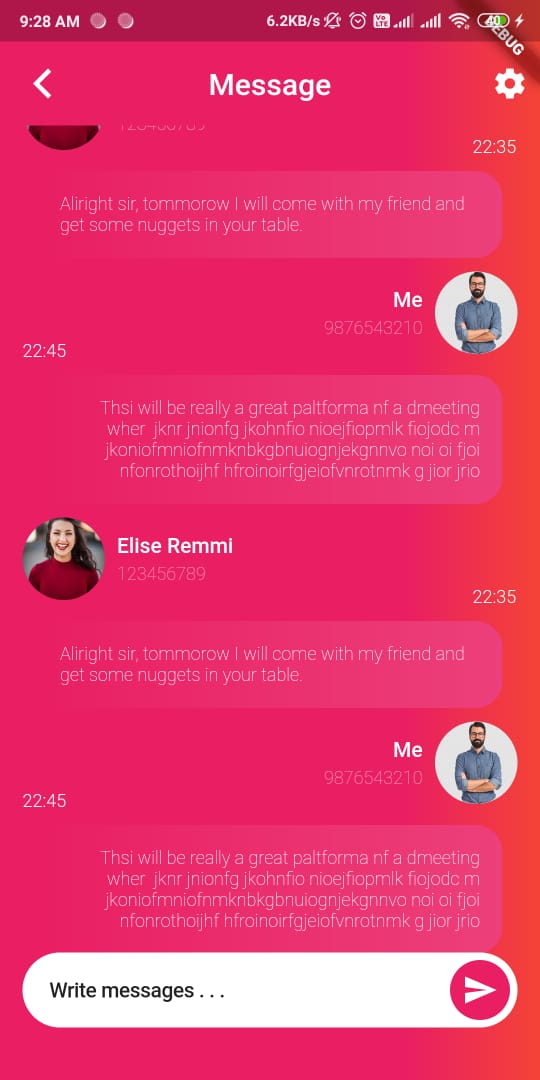 9:28 AM 6.2KB/s VoLTE 40
DEBUG
Message
123456789
22:35
Aliright sir, tommorow I will come with my friend and
get some nuggets in your table.
Me
9876543210
22:45
Thsi will be really a great paltforma nf a dmeeting
wher jknr jnionfg jkohnfio nioejfiopmlk fiojodc m
jkoniofmniofnmknbkgbnuiognjekgnnvo noi oi fjoi
nfonrothoijhf hfroinoirfgjeiofvnrotnmk g jior jrio
Elise Remmi
123456789
22:35
Aliright sir, tommorow I will come with my friend and
get some nuggets in your table.
Me
9876543210
22:45
Thsi will be really a great paltforma nf a dmeeting
wher jknr jnionfg jkohnfio nioejfiopmlk fiojodc m
jkoniofmniofnmknbkgbnuiognjekgnnvo noi oi fjoi
nfonrothoijhf hfroinoirfgjeiofvnrotnmk g jior jrio
Write messages . . .